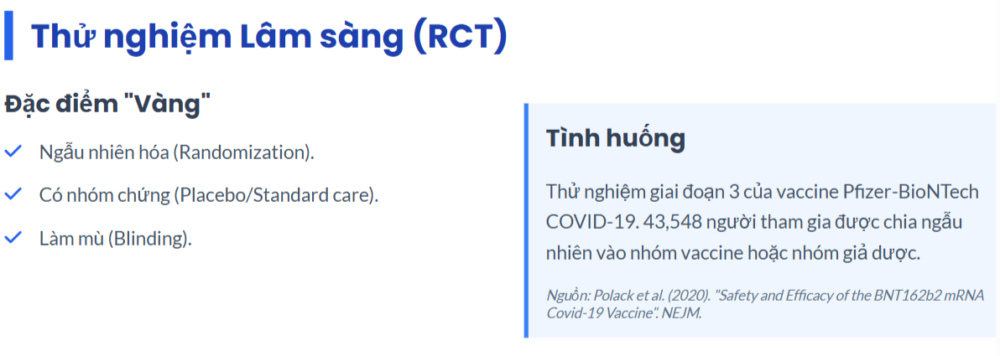 Thử nghiệm Lâm sàng (RCT)
Đặc điểm "Vàng"
Ngẫu nhiên hóa (Randomization).
Có nhóm chứng (Placebo/Standard care).
Làm mù (Blinding).
Tình huống
Thử nghiệm giai đoạn 3 của vaccine Pfizer-BioNTech
COVID-19. 43,548 người tham gia được chia ngẫu
nhiên vào nhóm vaccine hoặc nhóm giả dược.
Nguồn: Polack et al. (2020). "Safety and Efficacy of the BNT162b2 mRNA
Covid-19 Vaccine". NEJM.